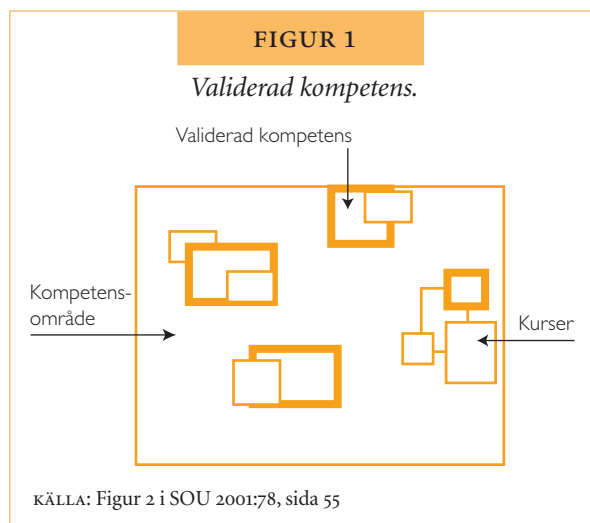 FIGUR 1
Validerad kompetens.
Validerad kompetens
Kompetens-
område
Kurser
KÄLLA: Figur 2 i SOU 2001:78, sida 55